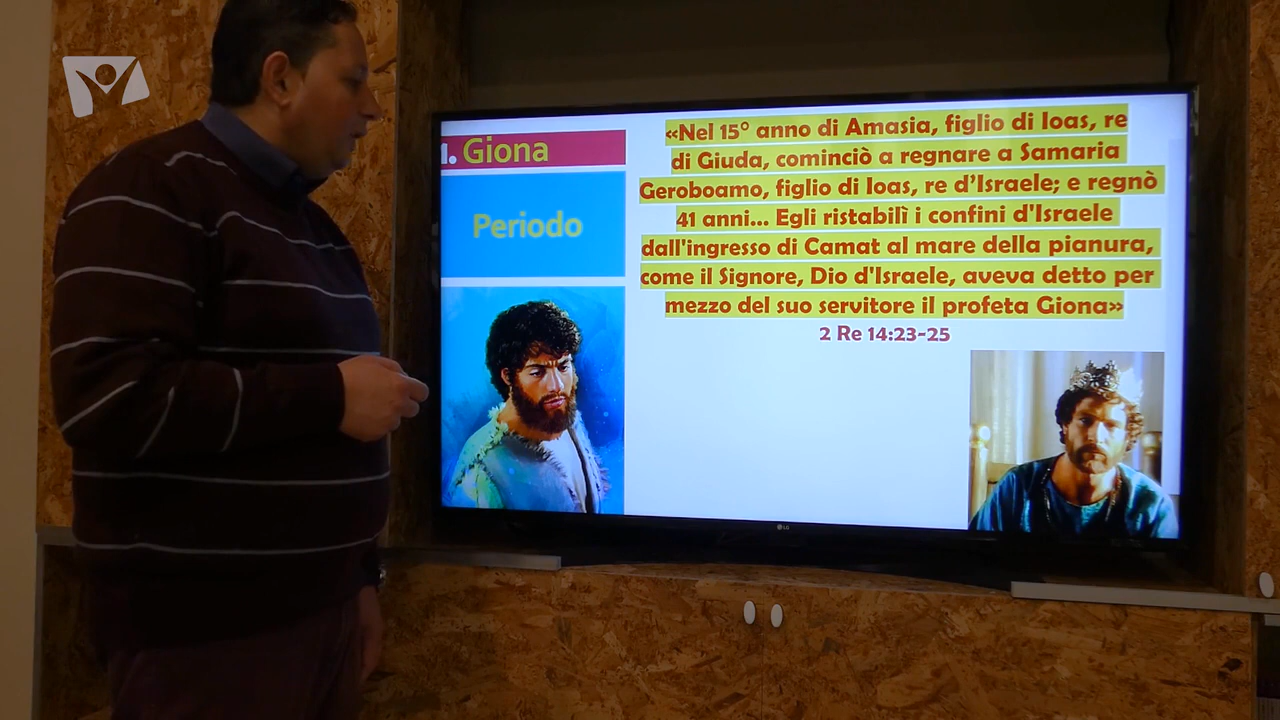 1. Giona
Periodo
«Nel 15° anno di Amasia, figlio di Ioas, re
di Giuda, cominciò a regnare a Samaria
Geroboamo, figlio di Ioas, re d’Israele; e regnò
41 anni... Egli ristabilì i confini d'Israele
dall'ingresso di Camat al mare della pianura,
come il Signore, Dio d'Israele, aveva detto per
mezzo del suo servitore il profeta Giona»
2 Re 14:23-25
LG